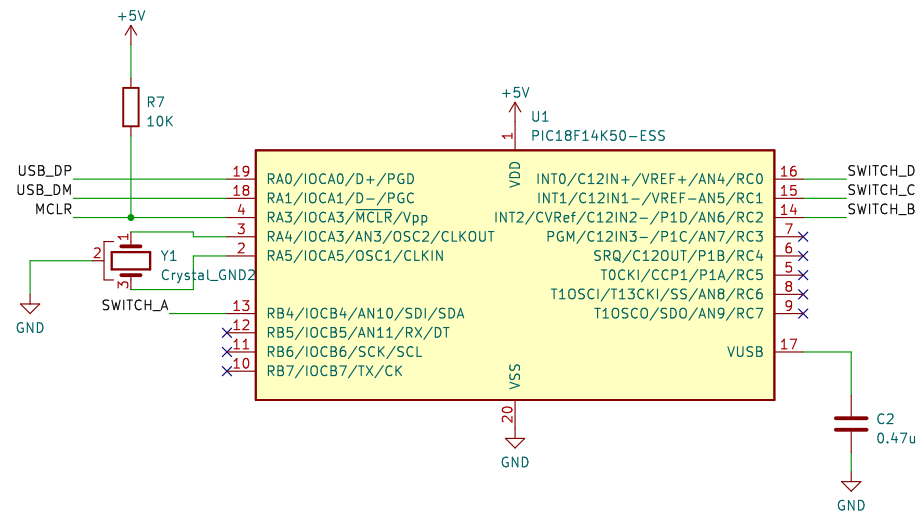 +5V
R7
10K
+5V
U1
PIC18F14K50-ESS
1
VDD
USB_DP
19
RA0/IOCA0/D+/PGD
INT0/C12IN+/VREF+/AN4/RC0
16
SWITCH_D
USB_DM
18
RA1/IOCA1/D-/PGC
INT1/C12IN1-/VREF-AN5/RC1
15
SWITCH_C
MCLR
4
RA3/IOCA3/MCLR/Vpp
INT2/CVRef/C12IN2-/P1D/AN6/RC2
14
SWITCH_B
3
RA4/IOCA3/AN3/OSC2/CLKOUT
PGM/C12IN3-/P1C/AN7/RC3
7
1
2
3
Y1
Crystal_GND2
2
RA5/IOCA5/OSC1/CLKIN
SRQ/C12OUT/P1B/RC4
6
T0CKI/CCP1/P1A/RC5
5
T1OSCI/T13CKI/SS/AN8/RC6
8
GND
SWITCH_A
13
RB4/IOCB4/AN10/SDI/SDA
T1OSCO/SDO/AN9/RC7
9
12
RB5/IOCB5/AN11/RX/DT
11
RB6/IOCB6/SCK/SCL
VUSB
17
10
RB7/IOCB7/TX/CK
VSS
20
GND
C2
0.47u
GND